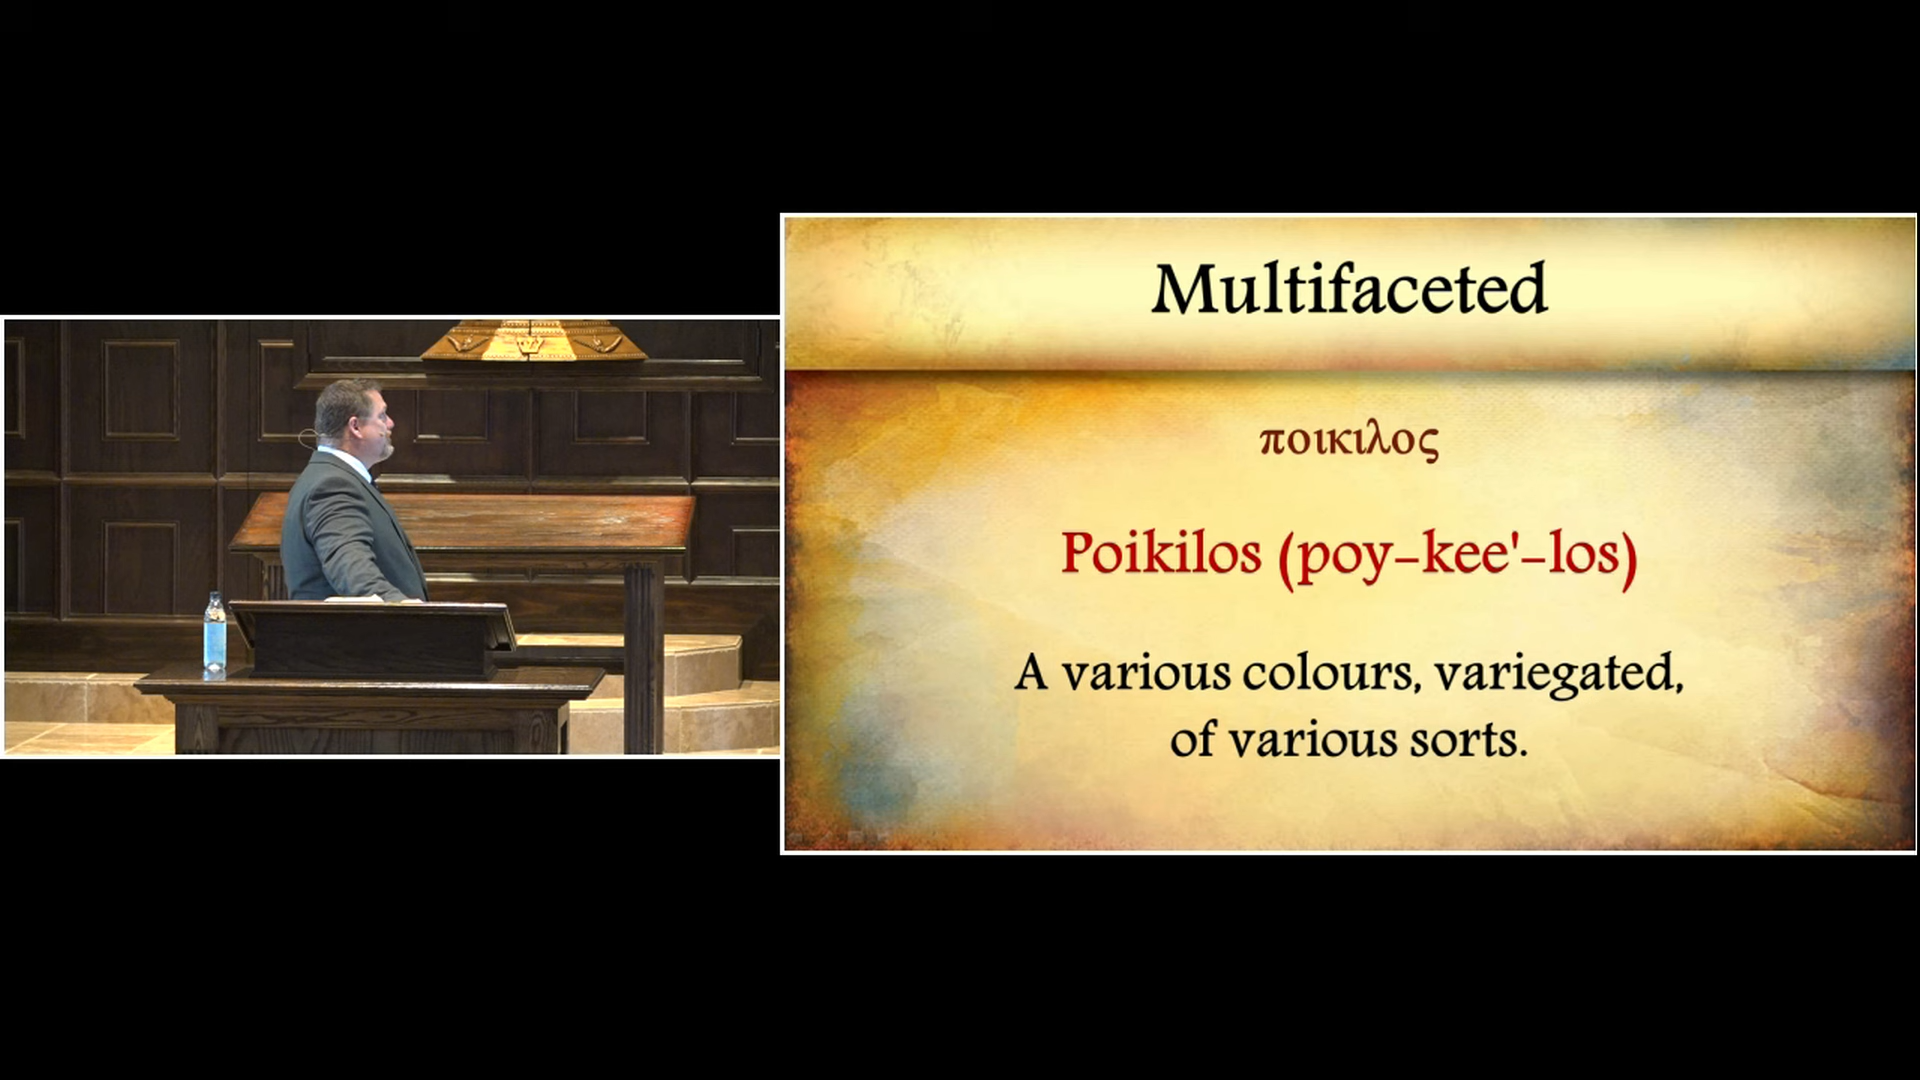 Multifaceted
ποικιλος
Poikilos (poy-kee'-los)
A various colours, variegated,
of various sorts.